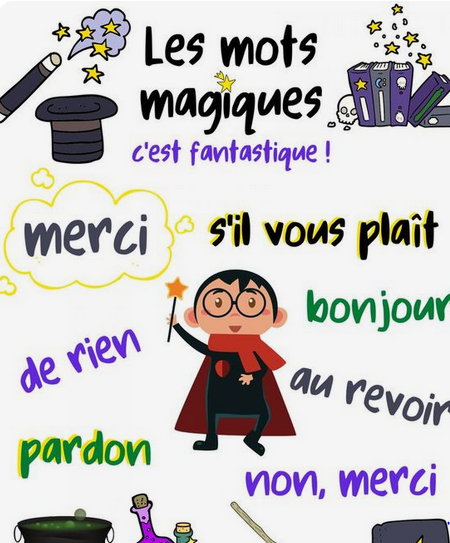 Les mots
magiques
c'est fantastique !
merci
s'il vous plaît
bonjour
de rien
au revoir
pardon
non, merci